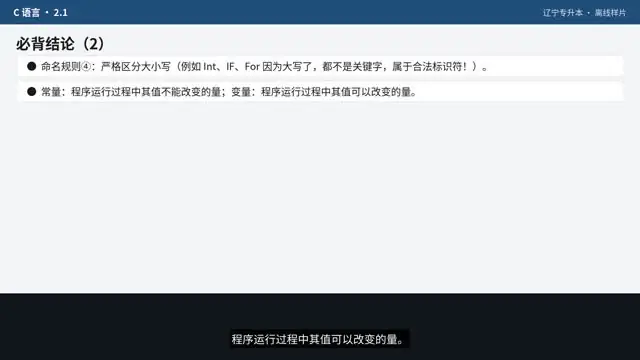 C 语言 • 2.1
辽宁专升本 • 离线样片
必背结论（2）
● 命名规则④：严格区分大小写（例如 Int、IF、For 因为大写了，都不是关键字，属于合法标识符！）。
● 常量：程序运行过程中其值不能改变的量；变量：程序运行过程中其值可以改变的量。
程序运行过程中其值可以改变的量。